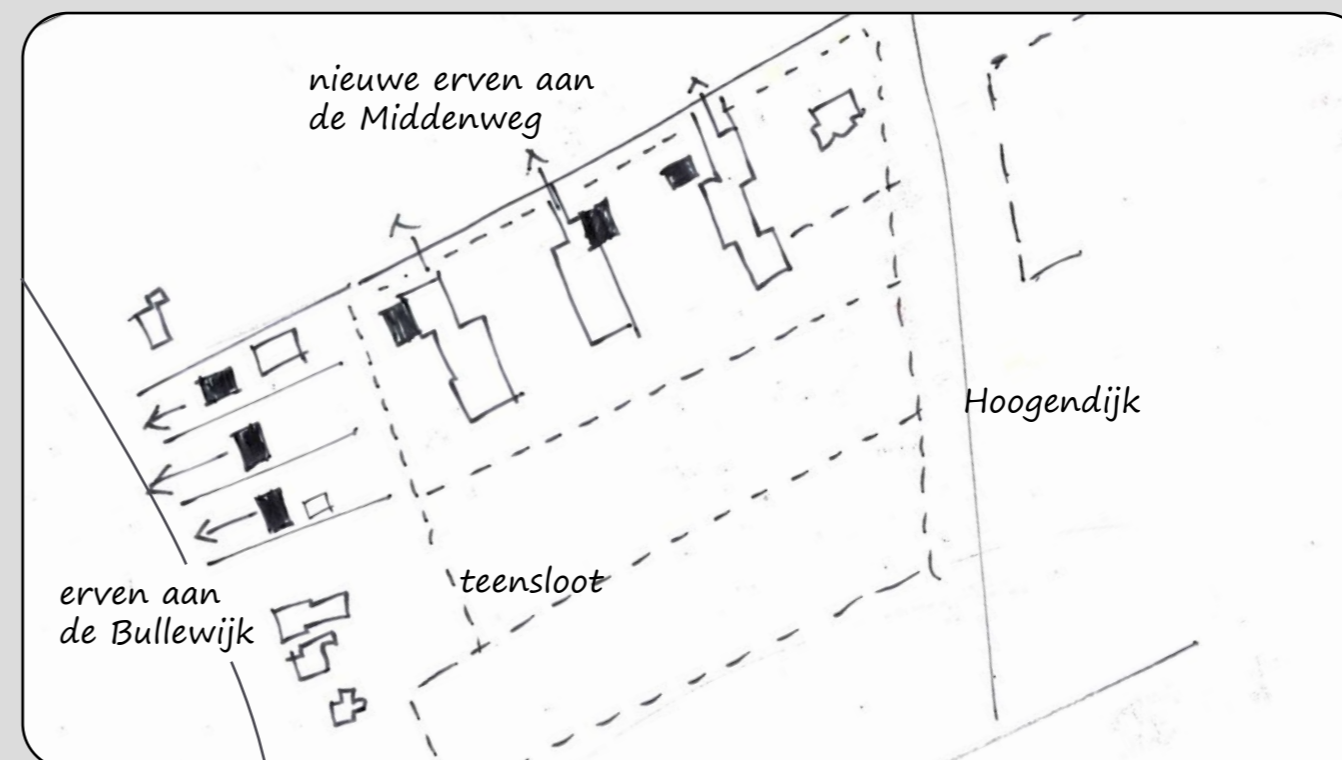 nieuwe erven aan
de Middenweg
Hoogendijk
teensloot
erven aan
de Bullewijk